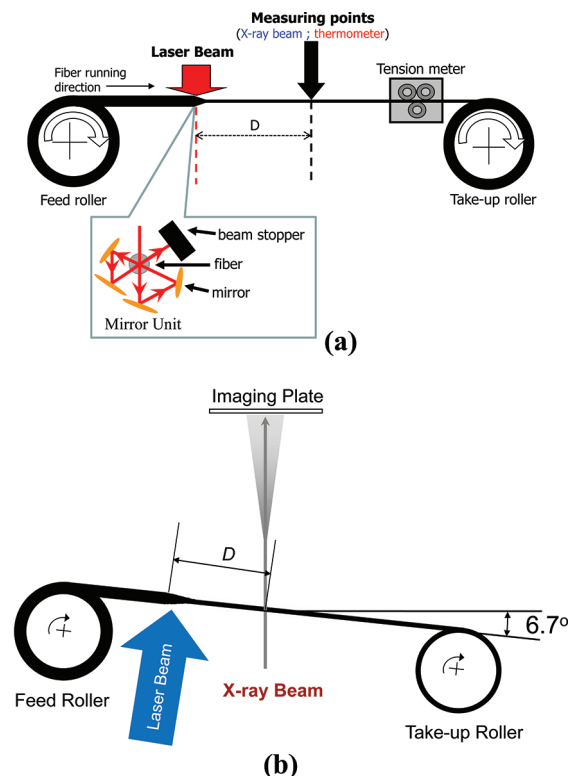 Measuring points
(X-ray beam ; thermometer)
Laser Beam
Tension meter
Fiber running
direction
D
Feed roller
Take-up roller
beam stopper
fiber
mirror
Mirror Unit
(a)
Imaging Plate
D
6.7°
Laser Beam
X-ray Beam
Feed Roller
Take-up Roller
(b)